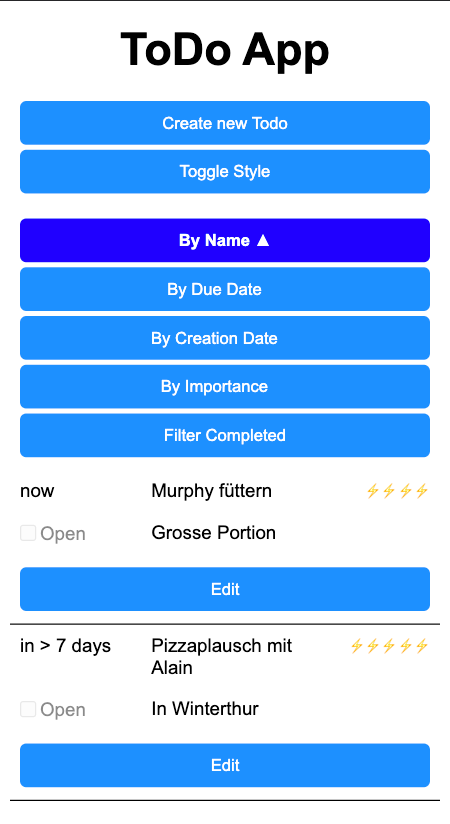 ToDo App
Create new Todo
Toggle Style
By Name ▲
By Due Date
By Creation Date
By Importance
Filter Completed
now Murphy füttern ⚡⚡⚡⚡
Open Grosse Portion
Edit
in > 7 days Pizzaplausch mit ⚡⚡⚡⚡⚡
Alain
Open In Winterthur
Edit